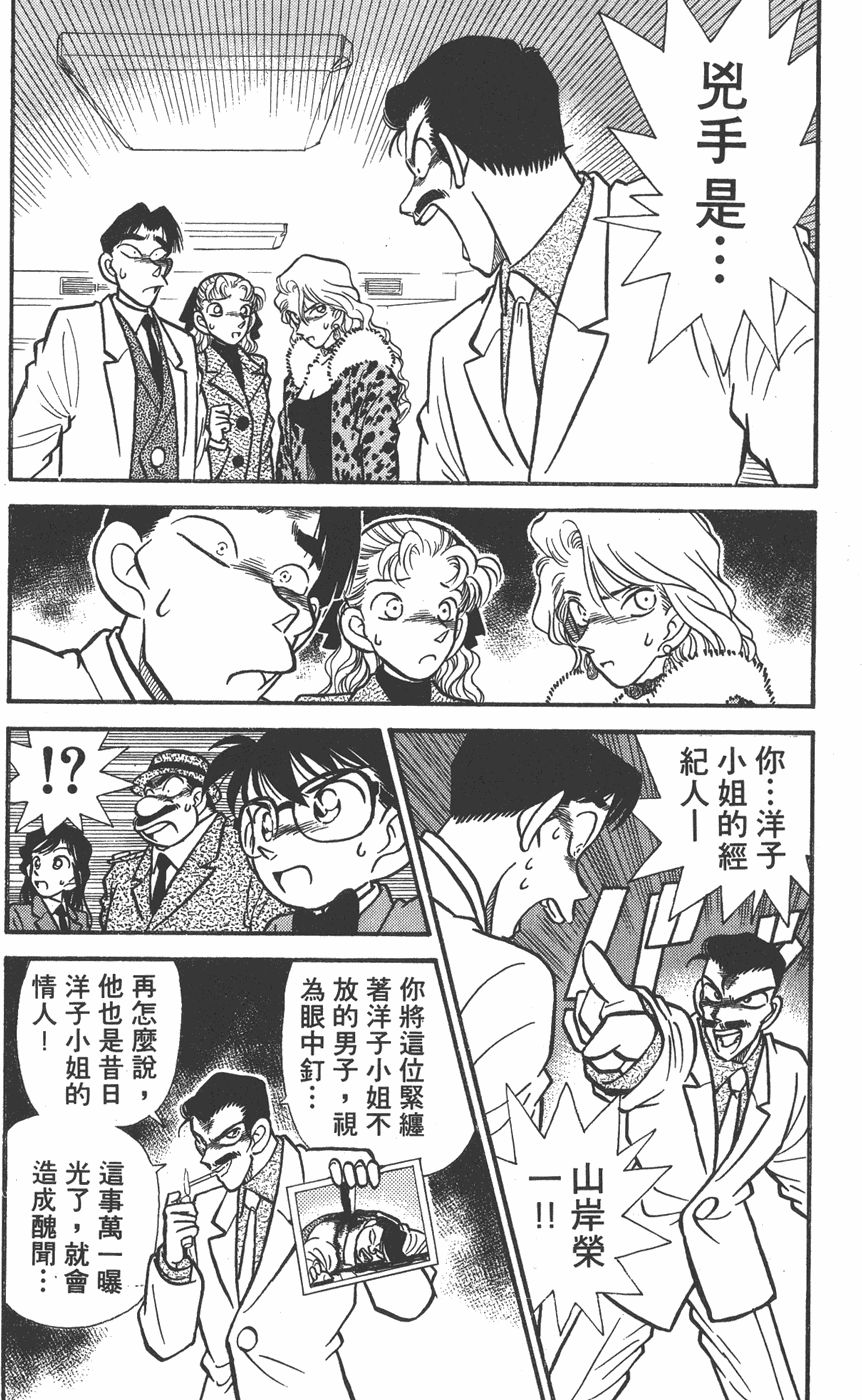 兇手是…
你…洋子
小姐的經
紀人—
山岸榮
一!!
!?
你將這位緊纏
著洋子小姐不
放的男子，視
為眼中釘…
再怎麼說，
他也是昔日
洋子小姐的
情人！
這事萬一曝
光了，就會
造成醜聞…